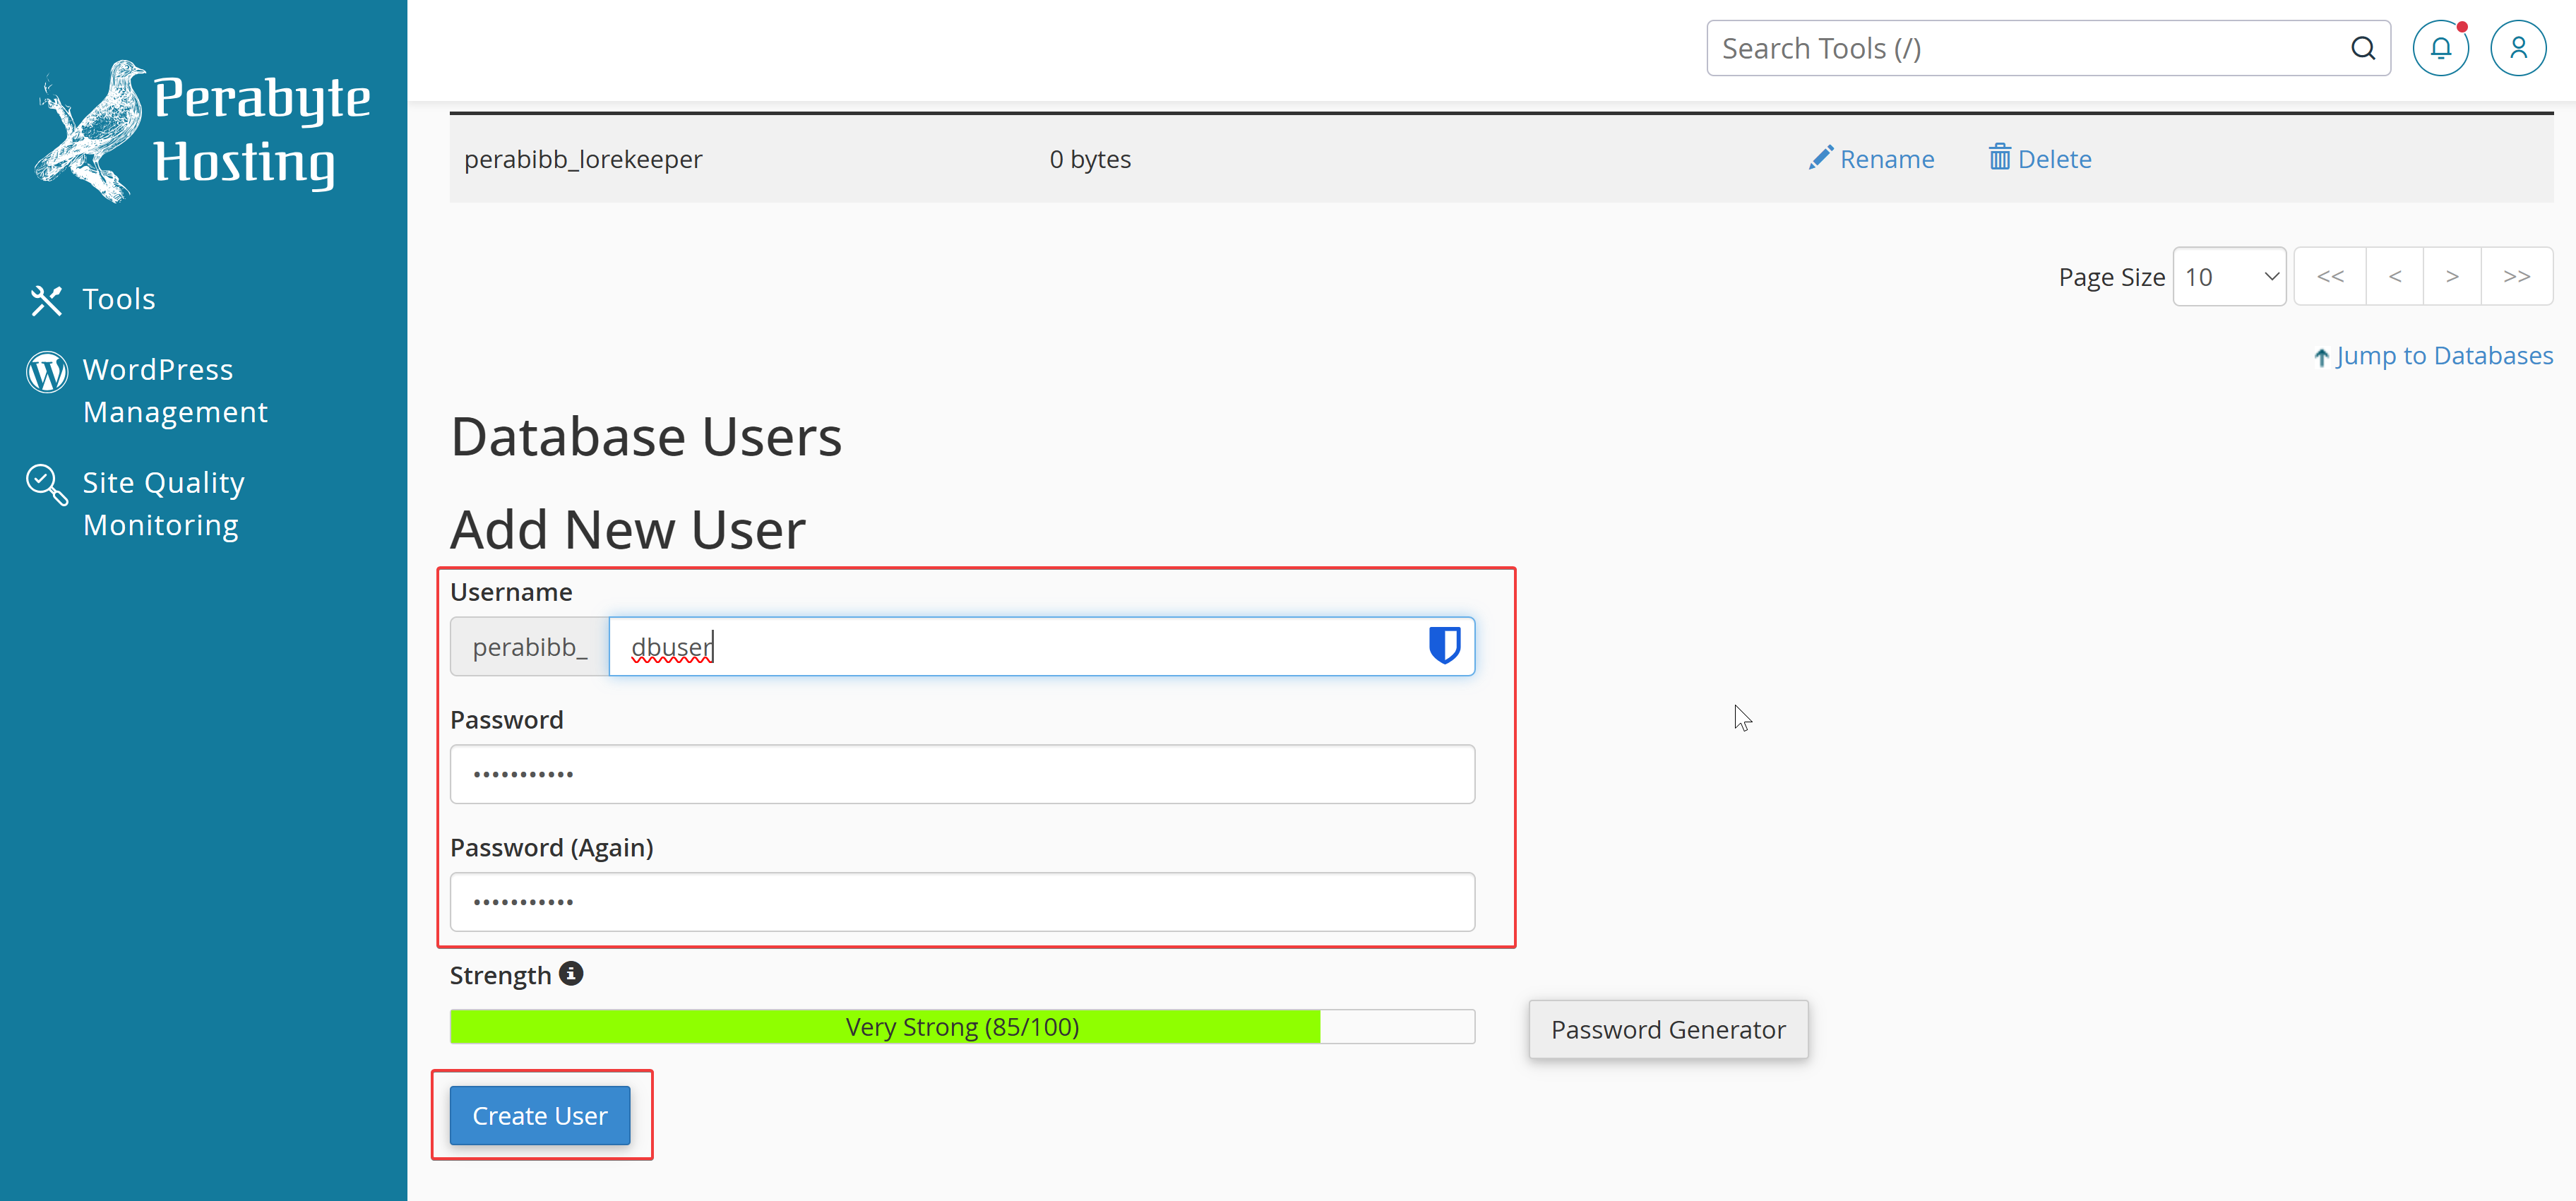 Perabyte
Hosting
Search Tools (/)
Tools
WordPress
Management
Site Quality
Monitoring
perabibb_lorekeeper 0 bytes Rename Delete
Page Size 10 << < > >>
Jump to Databases
Database Users
Add New User
Username
perabibb_ dbuser
Password
•••••••••••
Password (Again)
•••••••••••
Strength
Very Strong (85/100)
Password Generator
Create User